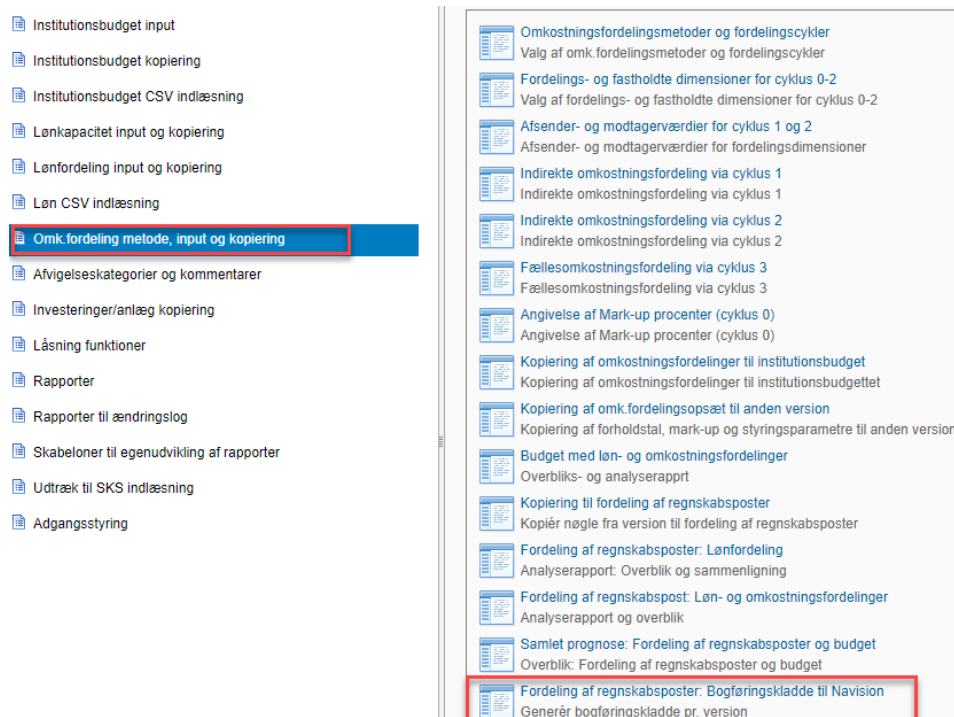 Institutionsbudget input
Institutionsbudget kopiering
Institutionsbudget CSV indlæsning
Lønkapacitet input og kopiering
Lønfordeling input og kopiering
Løn CSV indlæsning
Omk.fordeling metode, input og kopiering
Afvigelseskategorier og kommentarer
Investeringer/anlæg kopiering
Låsning funktioner
Rapporter
Rapporter til ændringslog
Skabeloner til egenudvikling af rapporter
Udtræk til SKS indlæsning
Adgangsstyring
Omkostningsfordelingsmetoder og fordelingscykler
Valg af omk.fordelingsmetoder og fordelingscykler
Fordelings- og fastholdte dimensioner for cyklus 0-2
Valg af fordelings- og fastholdte dimensioner for cyklus 0-2
Afsender- og modtagerværdier for cyklus 1 og 2
Afsender- og modtagerværdier for fordelingsdimensioner
Indirekte omkostningsfordeling via cyklus 1
Indirekte omkostningsfordeling via cyklus 1
Indirekte omkostningsfordeling via cyklus 2
Indirekte omkostningsfordeling via cyklus 2
Fællesomkostningsfordeling via cyklus 3
Fællesomkostningsfordeling via cyklus 3
Angivelse af Mark-up procenter (cyklus 0)
Angivelse af Mark-up procenter (cyklus 0)
Kopiering af omkostningsfordelinger til institutionsbudget
Kopiering af omkostningsfordelinger til institutionsbudgettet
Kopiering af omk.fordelingsopsæt til anden version
Kopiering af forholdstal, mark-up og styringsparametre til anden version
Budget med løn- og omkostningsfordelinger
Overbliks- og analyserapprt
Kopiering til fordeling af regnskabsposter
Kopiér nøgle fra version til fordeling af regnskabsposter
Fordeling af regnskabsposter: Lønfordeling
Analyserapport: Overblik og sammenligning
Fordeling af regnskabspost: Løn- og omkostningsfordelinger
Analyserapport og overblik
Samlet prognose: Fordeling af regnskabsposter og budget
Overblik: Fordeling af regnskabsposter og budget
Fordeling af regnskabsposter: Bogføringskladde til Navision
Generér bogføringskladde pr. version